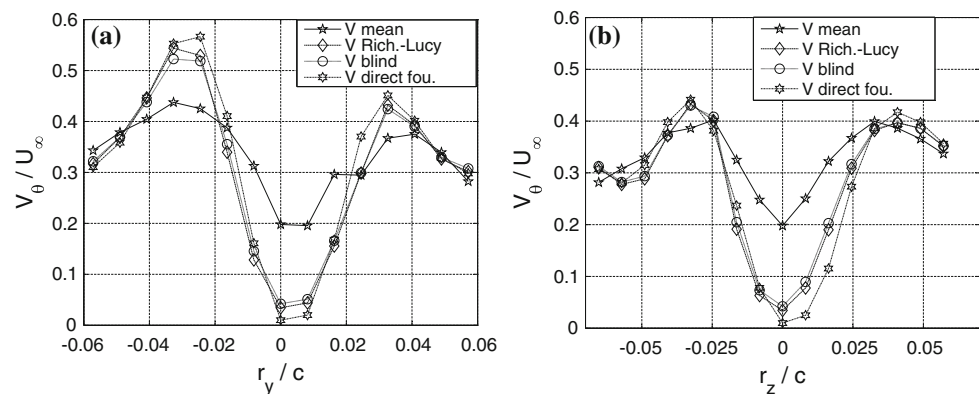 (a)
V mean
V Rich.-Lucy
V blind
V direct fou.
0.6
0.5
0.4
0.3
0.2
0.1
0
V_θ / U_∞
-0.06
-0.04
-0.02
0
0.02
0.04
0.06
r_y / c
(b)
V mean
V Rich.-Lucy
V blind
V direct fou.
0.6
0.5
0.4
0.3
0.2
0.1
0
V_θ / U_∞
-0.05
-0.025
0
0.025
0.05
r_z / c